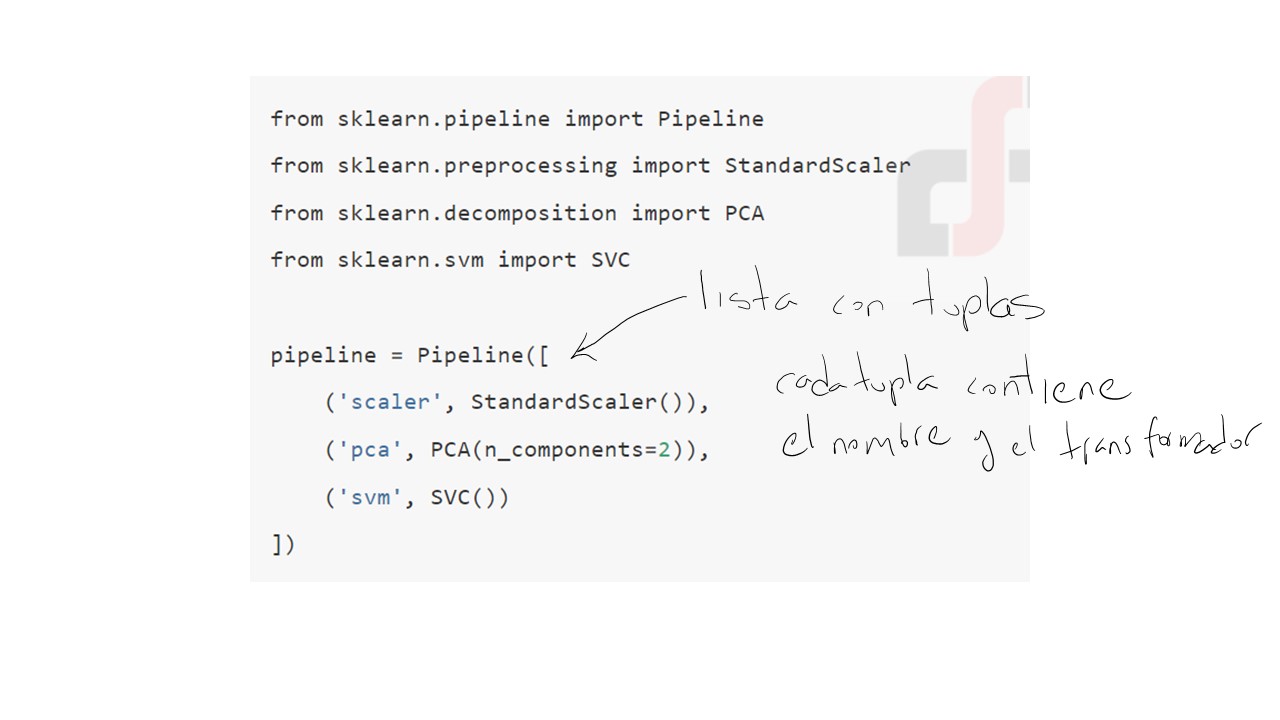 from sklearn.pipeline import Pipeline
from sklearn.preprocessing import StandardScaler
from sklearn.decomposition import PCA
from sklearn.svm import SVC
lista con tuplas
pipeline = Pipeline([
cada tupla contiene
('scaler', StandardScaler()),
el nombre y el transformador
('pca', PCA(n_components=2)),
('svm', SVC())
])